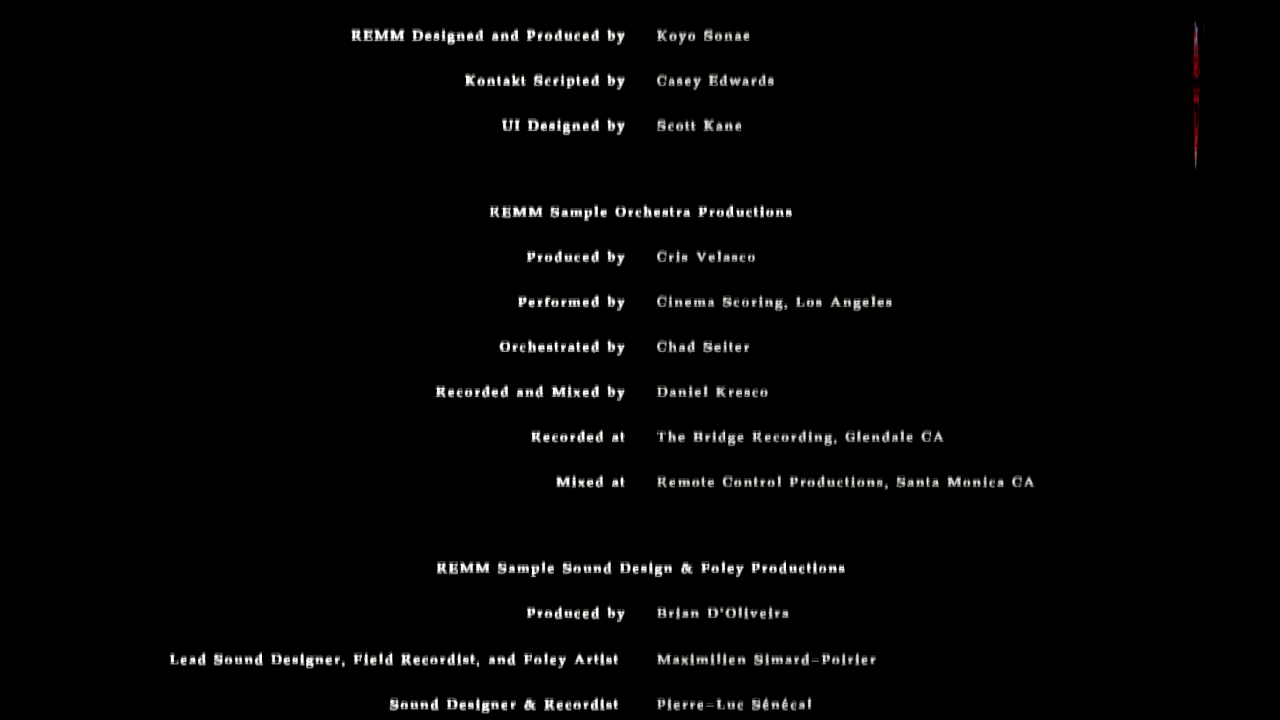 REMM Designed and Produced by Koyo Sonae
Kontakt Scripted by Casey Edwards
UI Designed by Scott Kane
REMM Sample Orchestra Productions
Produced by Cris Velasco
Performed by Cinema Scoring, Los Angeles
Orchestrated by Chad Seiter
Recorded and Mixed by Daniel Kresco
Recorded at The Bridge Recording, Glendale CA
Mixed at Remote Control Productions, Santa Monica CA
REMM Sample Sound Design & Foley Productions
Produced by Brian D'Oliveira
Lead Sound Designer, Field Recordist, and Foley Artist Maximilien Simard-Poirier
Sound Designer & Recordist Pierre-Luc Sénécal